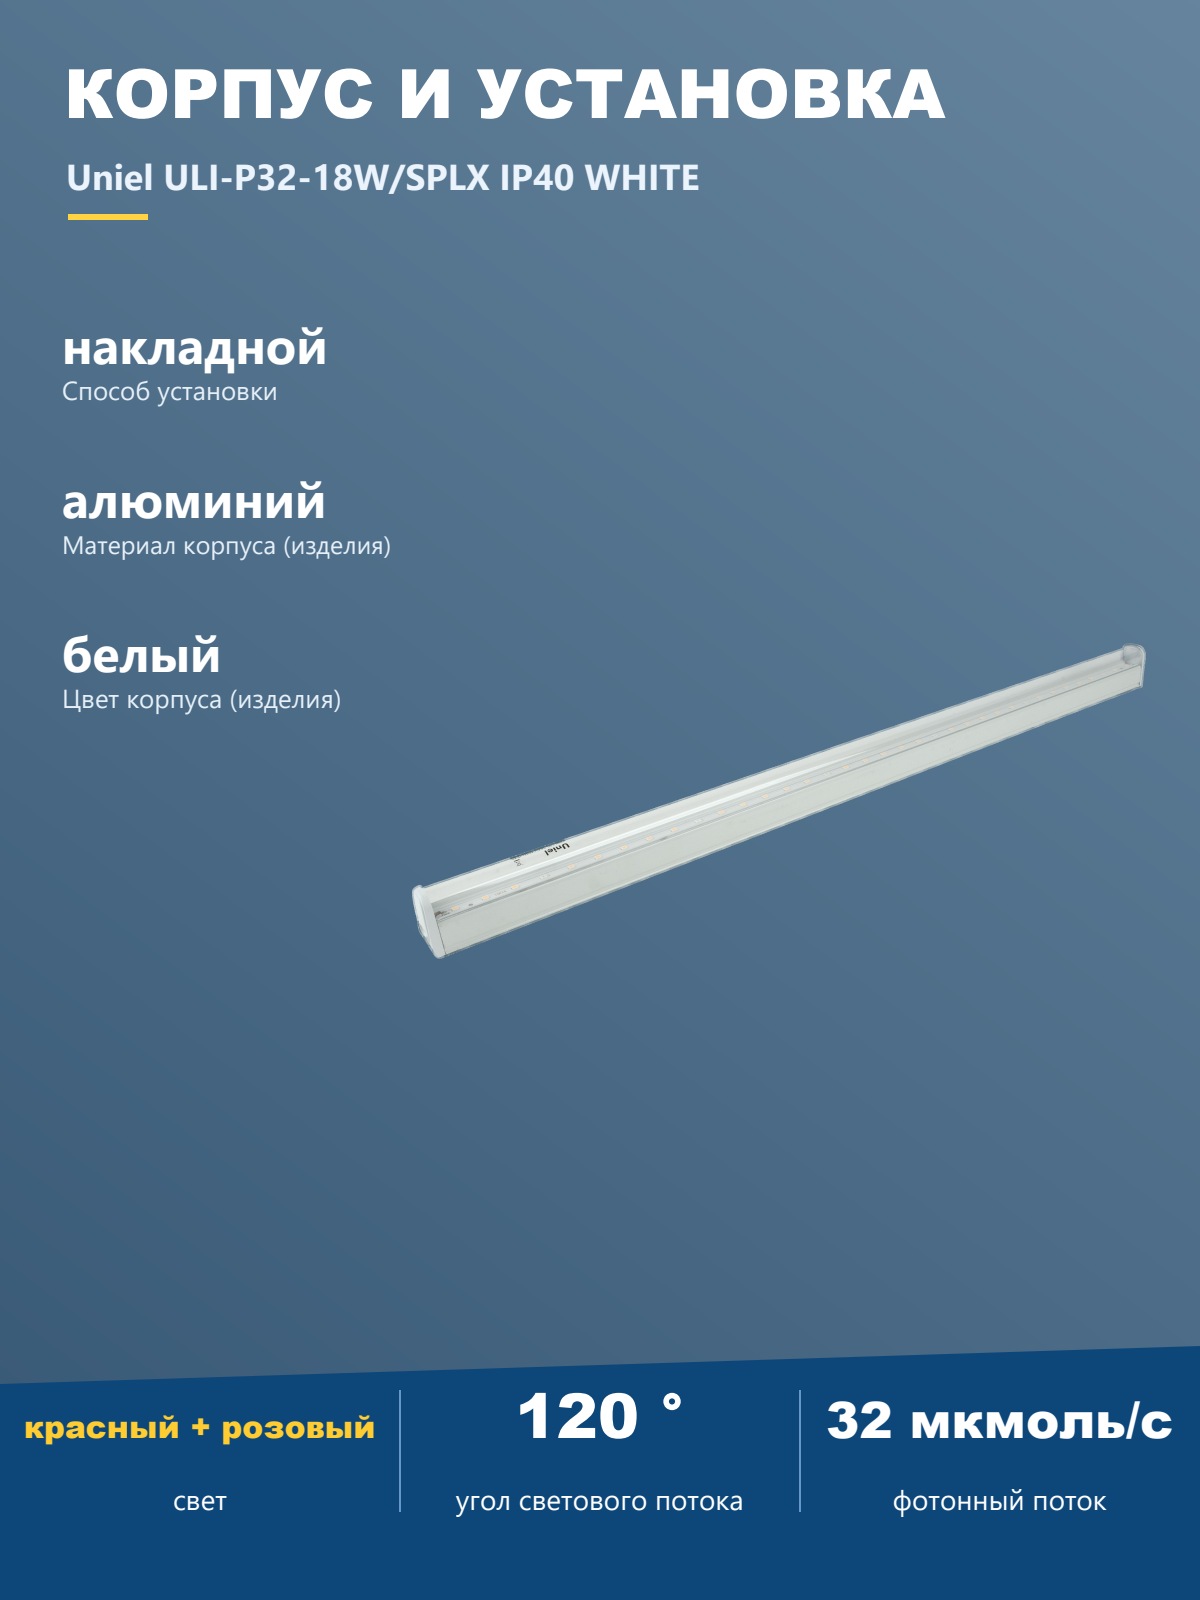 КОРПУС И УСТАНОВКА
Uniel ULI-P32-18W/SPLX IP40 WHITE
накладной
Способ установки
алюминий
Материал корпуса (изделия)
белый
Цвет корпуса (изделия)
Uniel
красный + розовый
свет
120 °
угол светового потока
32 мкмоль/с
фотонный поток